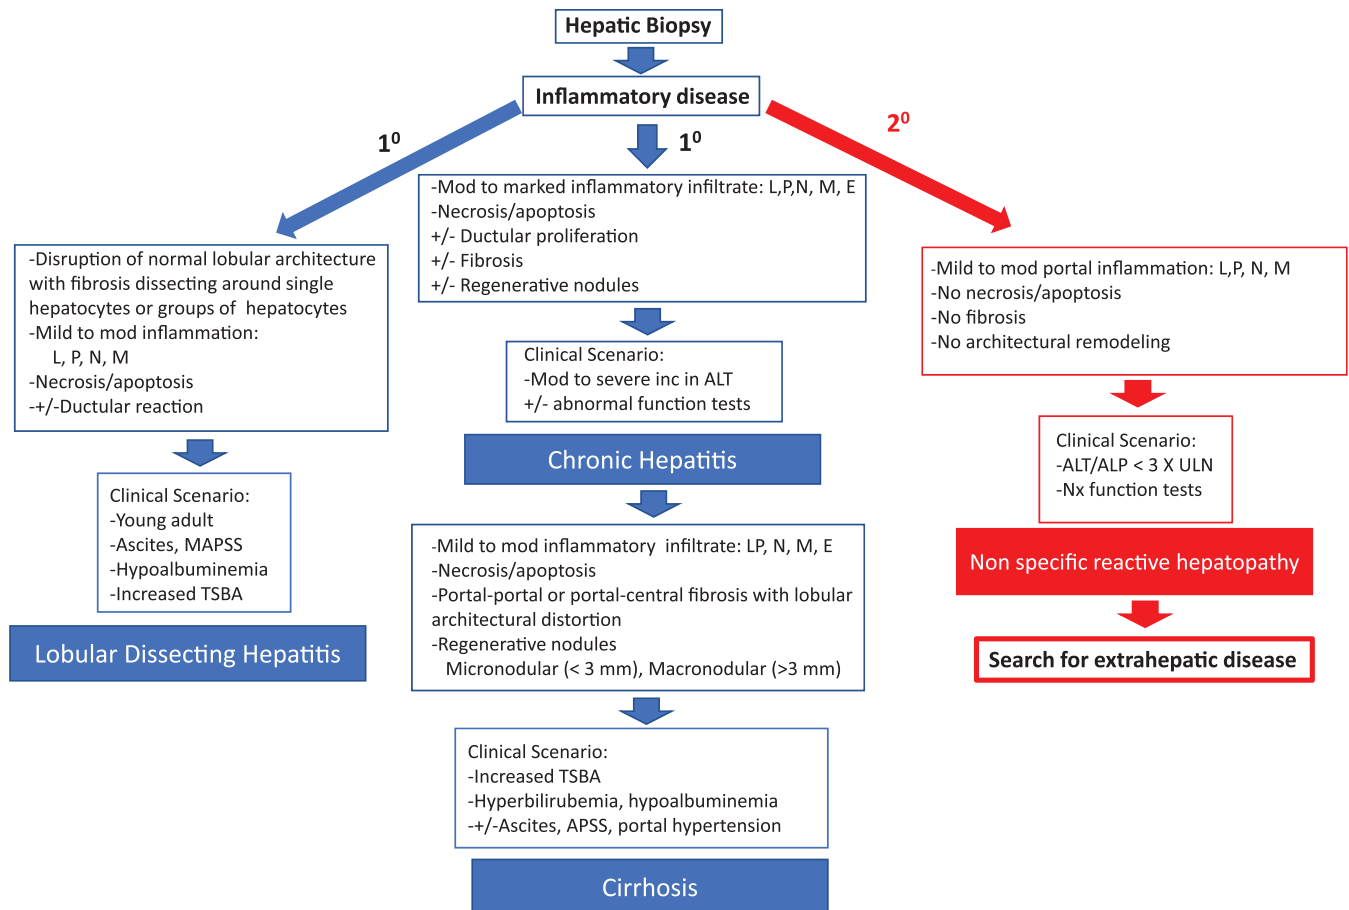 Hepatic Biopsy
Inflammatory disease
1⁰
1⁰
2⁰
-Disruption of normal lobular architecture
with fibrosis dissecting around single
hepatocytes or groups of hepatocytes
-Mild to mod inflammation:
L, P, N, M
-Necrosis/apoptosis
-+/-Ductular reaction
Clinical Scenario:
-Young adult
-Ascites, MAPSS
-Hypoalbuminemia
-Increased TSBA
Lobular Dissecting Hepatitis
-Mod to marked inflammatory infiltrate: L,P,N, M, E
-Necrosis/apoptosis
+/- Ductular proliferation
+/- Fibrosis
+/- Regenerative nodules
Clinical Scenario:
-Mod to severe inc in ALT
+/- abnormal function tests
Chronic Hepatitis
-Mild to mod inflammatory infiltrate: LP, N, M, E
-Necrosis/apoptosis
-Portal-portal or portal-central fibrosis with lobular
architectural distortion
-Regenerative nodules
Micronodular (< 3 mm), Macronodular (>3 mm)
Clinical Scenario:
-Increased TSBA
-Hyperbilirubemia, hypoalbuminemia
-+/-Ascites, APSS, portal hypertension
Cirrhosis
-Mild to mod portal inflammation: L,P, N, M
-No necrosis/apoptosis
-No fibrosis
-No architectural remodeling
Clinical Scenario:
-ALT/ALP < 3 X ULN
-Nx function tests
Non specific reactive hepatopathy
Search for extrahepatic disease